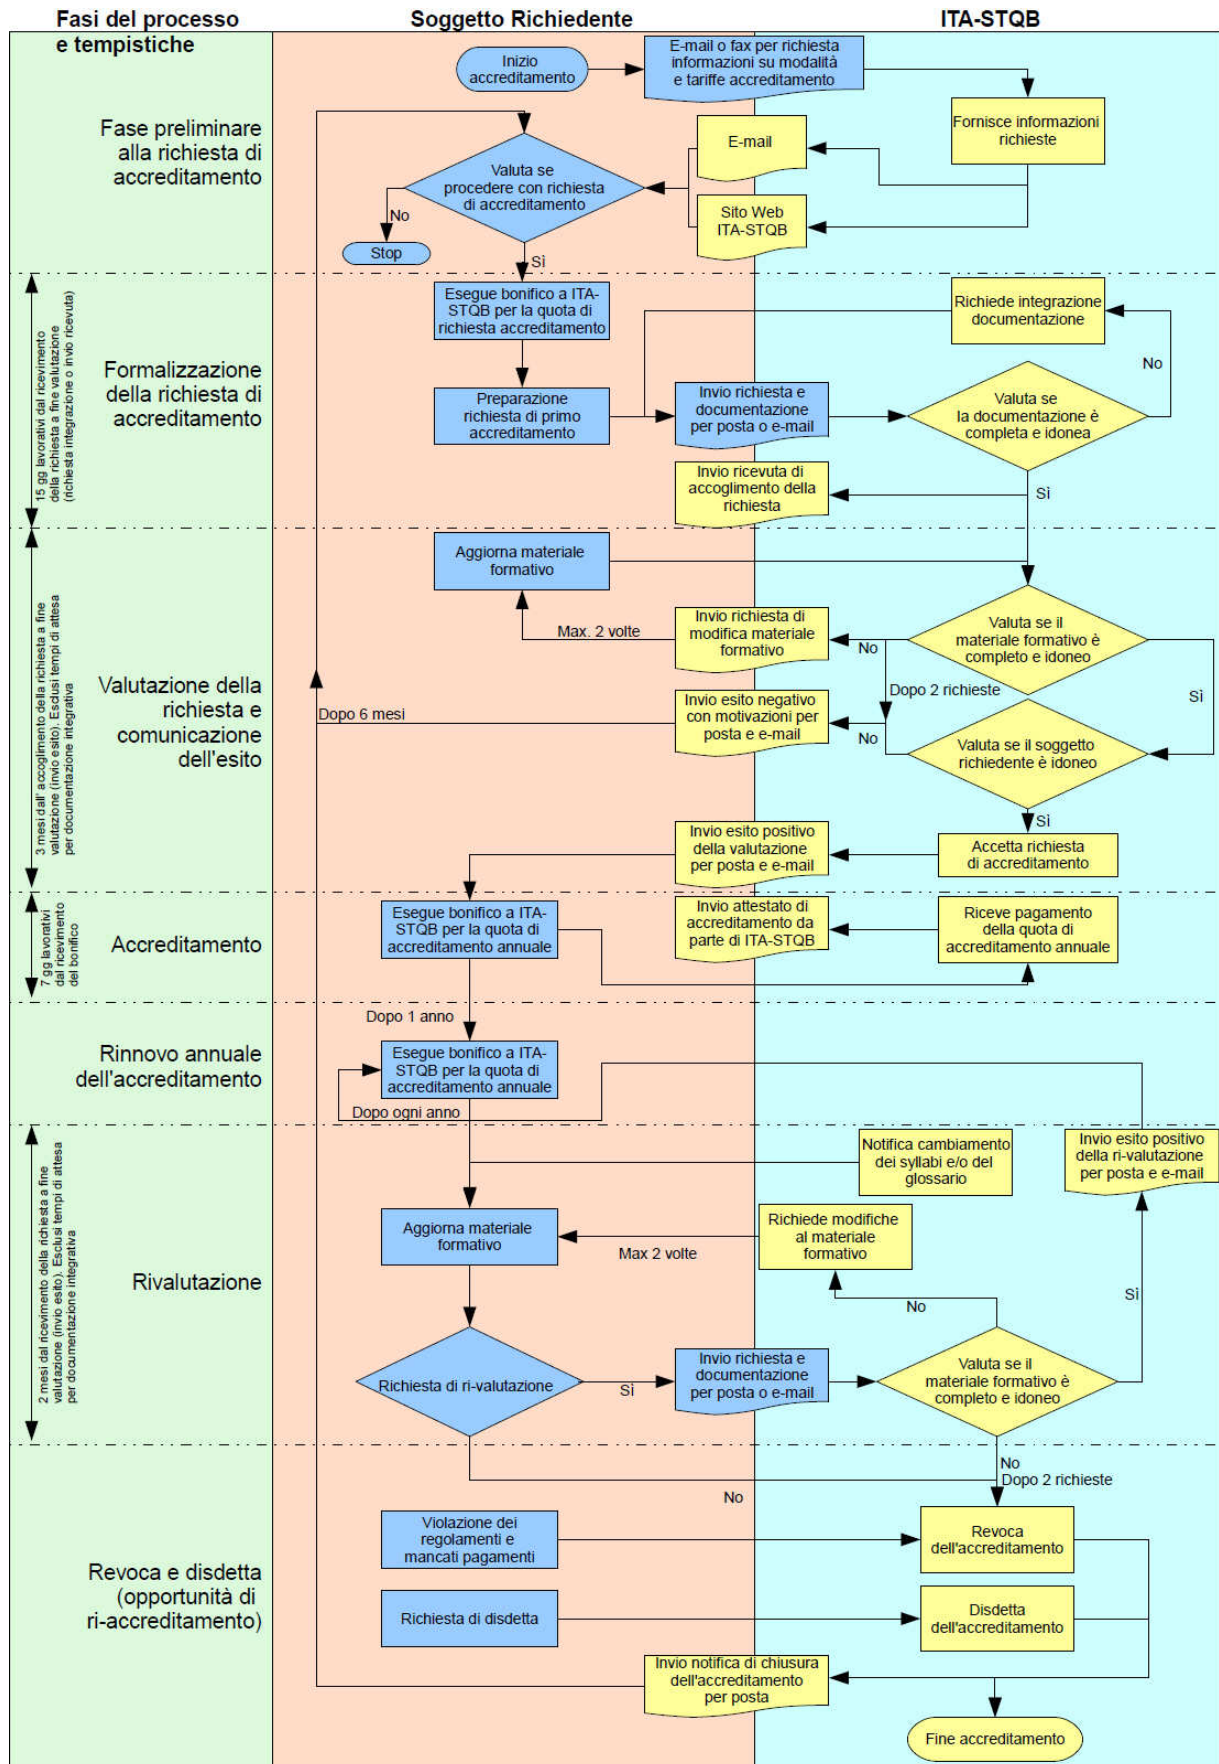 Fasi del processo
e tempistiche
Soggetto Richiedente
ITA-STQB
Fase preliminare
alla richiesta di
accreditamento
Inizio
accreditamento
E-mail o fax per richiesta
informazioni su modalità
e tariffe accreditamento
Fornisce informazioni
richieste
E-mail
Sito Web
ITA-STQB
Valuta se
procedere con richiesta
di accreditamento
No
Stop
Sì
15 gg lavorativi dal ricevimento
della richiesta a fine valutazione
(richiesta integrazione o invio ricevuta)
Formalizzazione
della richiesta di
accreditamento
Esegue bonifico a ITA-
STQB per la quota di
richiesta accreditamento
Richiede integrazione
documentazione
No
Preparazione
richiesta di primo
accreditamento
Invio richiesta e
documentazione
per posta o e-mail
Valuta se
la documentazione è
completa e idonea
Invio ricevuta di
accoglimento della
richiesta
Sì
3 mesi dall' accoglimento della richiesta a fine
valutazione (invio esito). Esclusi tempi di attesa
per documentazione integrativa
Valutazione della
richiesta e
comunicazione
dell'esito
Aggiorna materiale
formativo
Max. 2 volte
Invio richiesta di
modifica materiale
formativo
No
Valuta se il
materiale formativo è
completo e idoneo
Dopo 2 richieste
Sì
Dopo 6 mesi
Invio esito negativo
con motivazioni per
posta e e-mail
No
Valuta se il soggetto
richiedente è idoneo
Sì
Invio esito positivo
della valutazione
per posta e e-mail
Accetta richiesta
di accreditamento
7 gg lavorativi
dal ricevimento
del bonifico
Accreditamento
Esegue bonifico a ITA-
STQB per la quota di
accreditamento annuale
Invio attestato di
accreditamento da
parte di ITA-STQB
Riceve pagamento
della quota di
accreditamento annuale
Dopo 1 anno
Rinnovo annuale
dell'accreditamento
Esegue bonifico a ITA-
STQB per la quota di
accreditamento annuale
Dopo ogni anno
2 mesi dal ricevimento della richiesta a fine
valutazione (invio esito). Esclusi tempi di attesa
per documentazione integrativa
Rivalutazione
Notifica cambiamento
dei syllabi e/o del
glossario
Invio esito positivo
della ri-valutazione
per posta e e-mail
Aggiorna materiale
formativo
Max 2 volte
Richiede modifiche
al materiale
formativo
No
Sì
Richiesta di ri-valutazione
Sì
Invio richiesta e
documentazione
per posta o e-mail
Valuta se il
materiale formativo è
completo e idoneo
No
Dopo 2 richieste
No
Revoca e disdetta
(opportunità di
ri-accreditamento)
Violazione dei
regolamenti e
mancati pagamenti
Revoca
dell'accreditamento
Richiesta di disdetta
Disdetta
dell'accreditamento
Invio notifica di chiusura
dell'accreditamento
per posta
Fine accreditamento